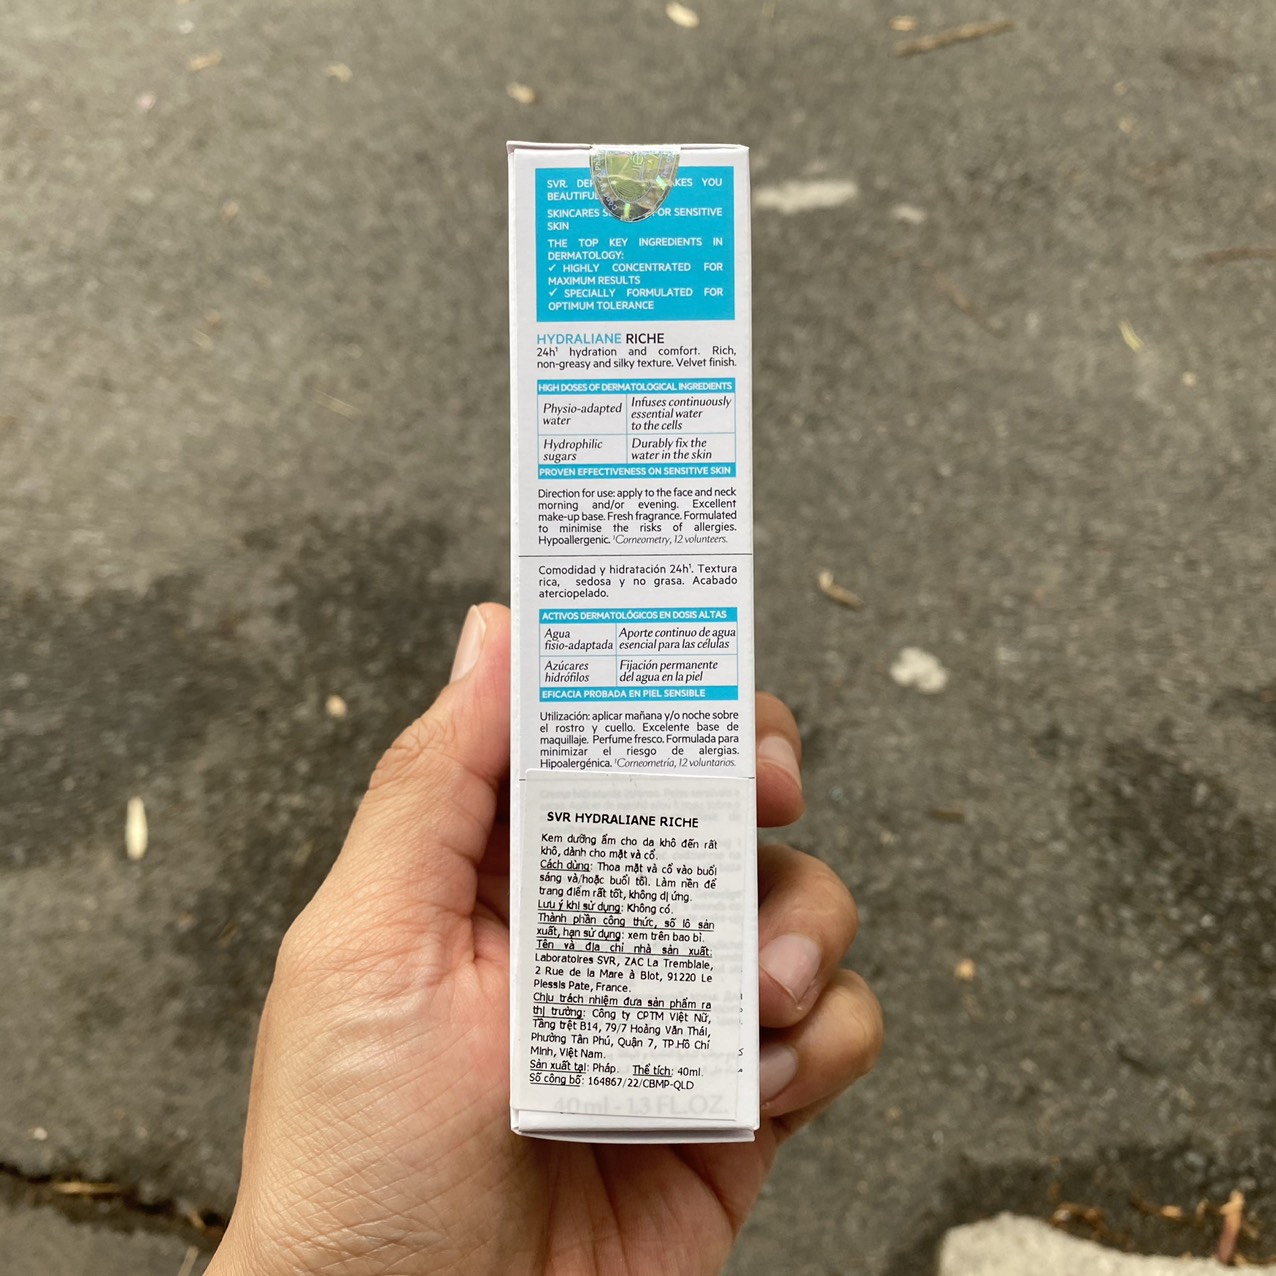 SVR. KES YOU
BEAUTIFUL
SKINCARES OR SENSITIVE
SKIN
THE TOP KEY INGREDIENTS IN
DERMATOLOGY:
✓ HIGHLY CONCENTRATED FOR
MAXIMUM RESULTS
✓ SPECIALLY FORMULATED FOR
OPTIMUM TOLERANCE
HYDRALIANE RICHE
24h¹ hydration and comfort. Rich,
non-greasy and silky texture. Velvet finish.
HIGH DOSES OF DERMATOLOGICAL INGREDIENTS
Physio-adapted
water
Infuses continuously
essential water
to the cells
Hydrophilic
sugars
Durably fix the
water in the skin
PROVEN EFFECTIVENESS ON SENSITIVE SKIN
Direction for use: apply to the face and neck
morning and/or evening. Excellent
make-up base. Fresh fragrance. Formulated
to minimise the risks of allergies.
Hypoallergenic. ¹Corneometry, 12 volunteers.
Comodidad y hidratación 24h¹. Textura
rica, sedosa y no grasa. Acabado
aterciopelado.
ACTIVOS DERMATOLÓGICOS EN DOSIS ALTAS
Agua
fisio-adaptada
Aporte continuo de agua
esencial para las células
Azúcares
hidrófilos
Fijación permanente
del agua en la piel
EFICACIA PROBADA EN PIEL SENSIBLE
Utilización: aplicar mañana y/o noche sobre
el rostro y cuello. Excelente base de
maquillaje. Perfume fresco. Formulada para
minimizar el riesgo de alergias.
Hipoalergénica. ¹Corneometría, 12 voluntarios.
SVR HYDRALIANE RICHE
Kem dưỡng ẩm cho da khô đến rất
khô, dành cho mặt và cổ.
Cách dùng: Thoa mặt và cổ vào buổi
sáng và/hoặc buổi tối. Làm nền để
trang điểm rất tốt, không dị ứng.
Lưu ý khi sử dụng: Không có.
Thành phần công thức, số lô sản
xuất, hạn sử dụng: xem trên bao bì.
Tên và địa chỉ nhà sản xuất:
Laboratoires SVR, ZAC La Tremblaie,
2 Rue de la Mare à Blot, 91220 Le
Plessis Pate, France.
Chịu trách nhiệm đưa sản phẩm ra
thị trường: Công ty CPTM Việt Nữ,
Tầng trệt B14, 79/7 Hoàng Văn Thái,
Phường Tân Phú, Quận 7, TP.Hồ Chí
Minh, Việt Nam.
Sản xuất tại: Pháp. Thể tích: 40ml.
Số công bố: 164867/22/CBMP-QLD
40 ml - 1.3 FL.OZ.